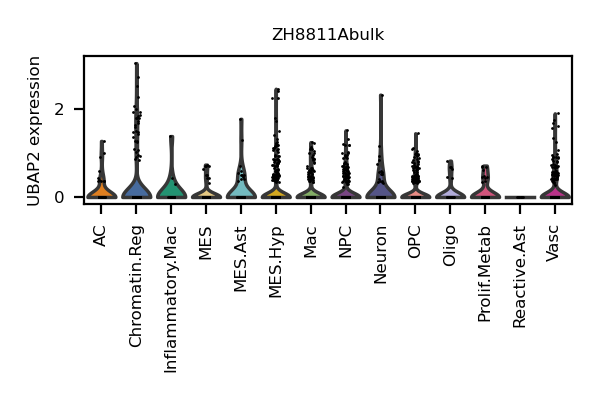 ZH8811Abulk
UBAP2 expression
2
0
AC
Chromatin.Reg
Inflammatory.Mac
MES
MES.Ast
MES.Hyp
Mac
NPC
Neuron
OPC
Oligo
Prolif.Metab
Reactive.Ast
Vasc